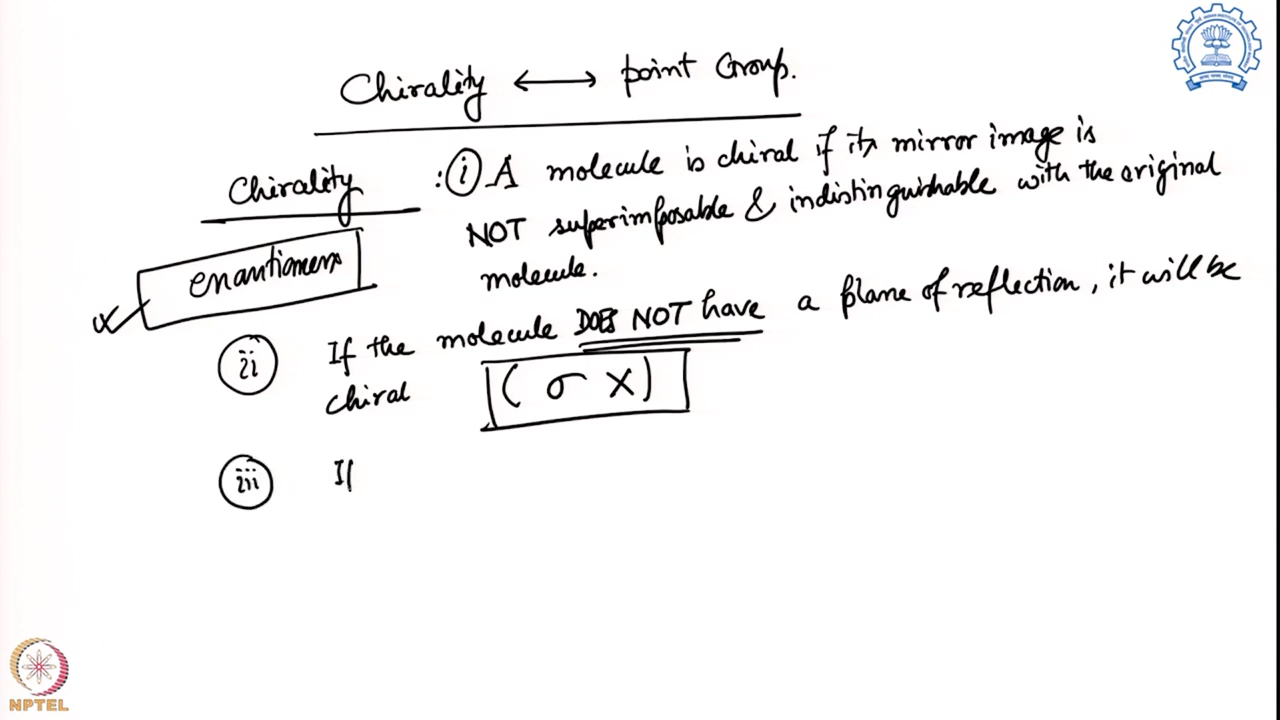 Chirality ⟷ point Group.
Chirality : (i) A molecule is chiral if its mirror image is
NOT superimposable & indistinguishable with the original
molecule.
enantiomers
(ii) If the molecule DOES NOT have a plane of reflection, it will be
chiral (σ X)
(iii) If
NPTEL